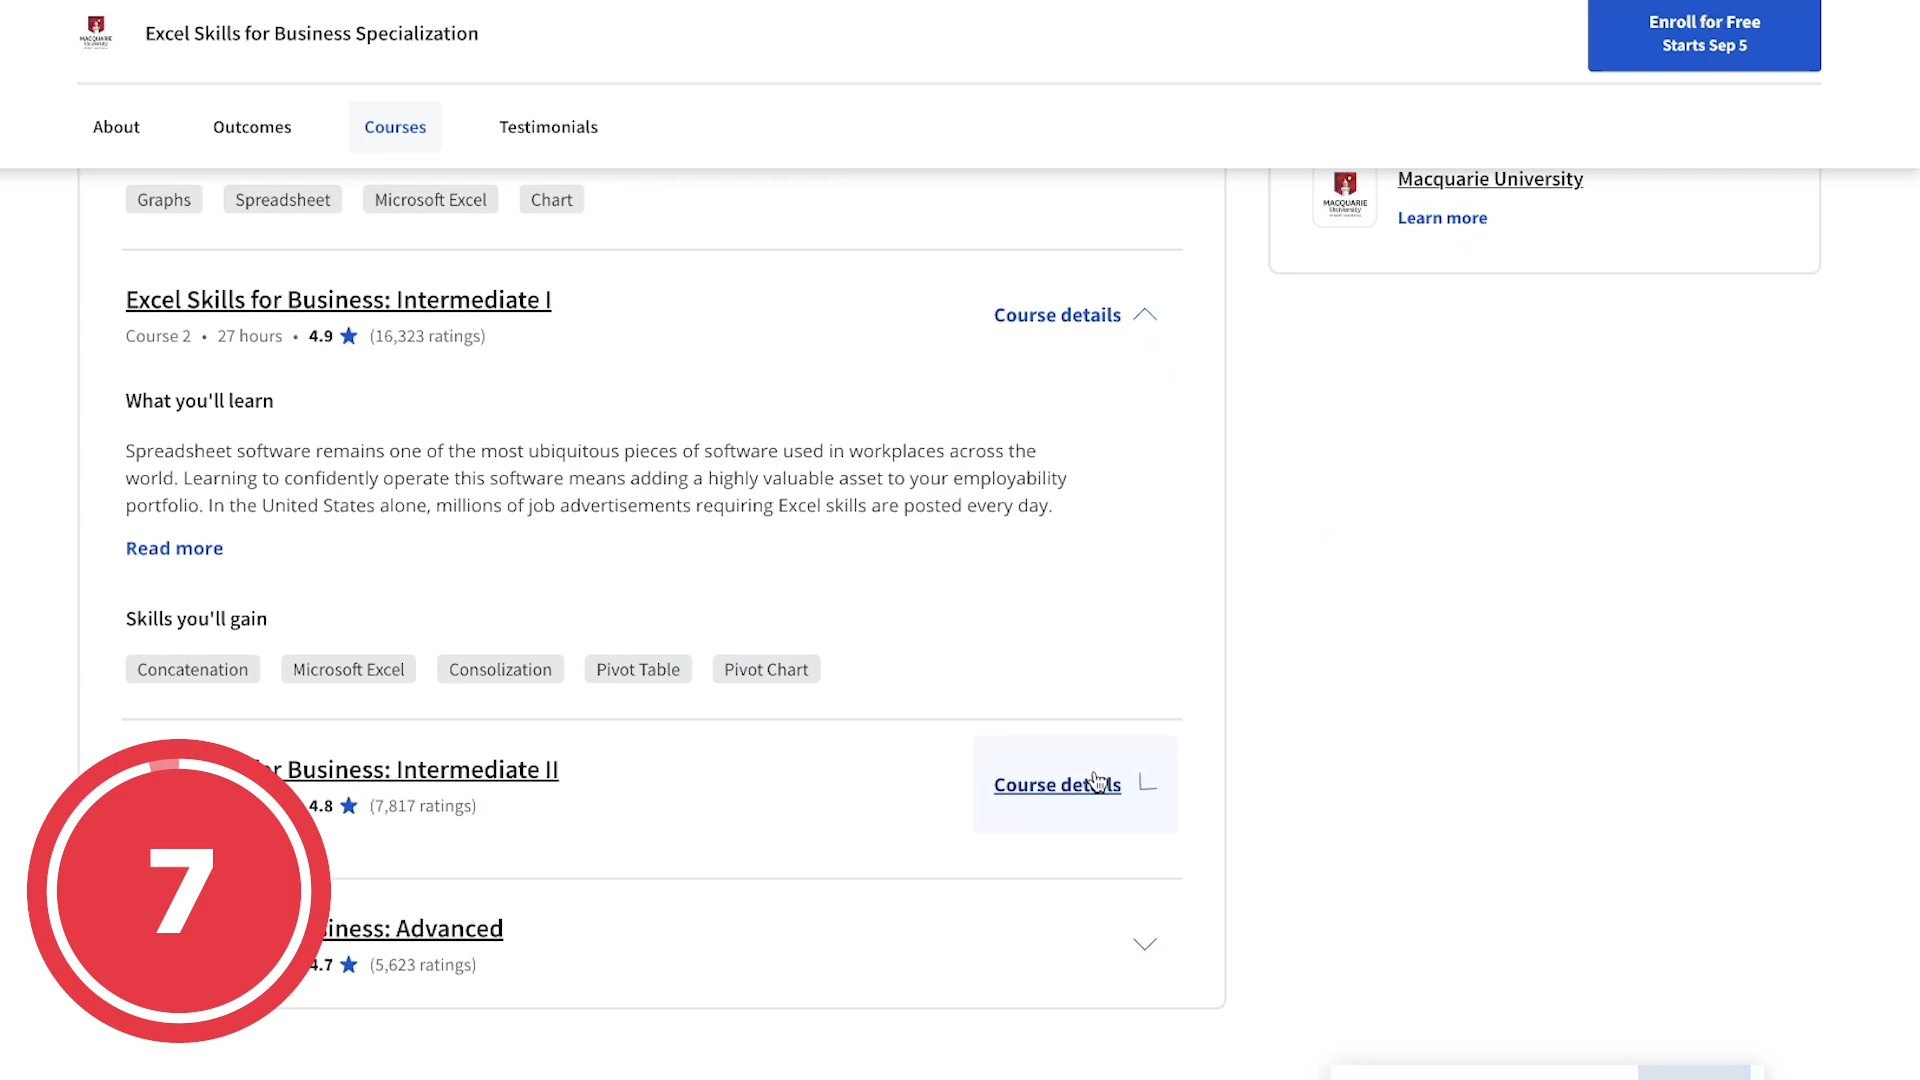 MACQUARIE
University
Excel Skills for Business Specialization
Enroll for Free
Starts Sep 5
About
Outcomes
Courses
Testimonials
Graphs
Spreadsheet
Microsoft Excel
Chart
MACQUARIE
University
Macquarie University
Learn more
Excel Skills for Business: Intermediate I
Course details
Course 2 • 27 hours • 4.9 ★ (16,323 ratings)
What you'll learn
Spreadsheet software remains one of the most ubiquitous pieces of software used in workplaces across the
world. Learning to confidently operate this software means adding a highly valuable asset to your employability
portfolio. In the United States alone, millions of job advertisements requiring Excel skills are posted every day.
Read more
Skills you'll gain
Concatenation
Microsoft Excel
Consolization
Pivot Table
Pivot Chart
Business: Intermediate II
Course details
4.8 ★ (7,817 ratings)
7
iness: Advanced
4.7 ★ (5,623 ratings)